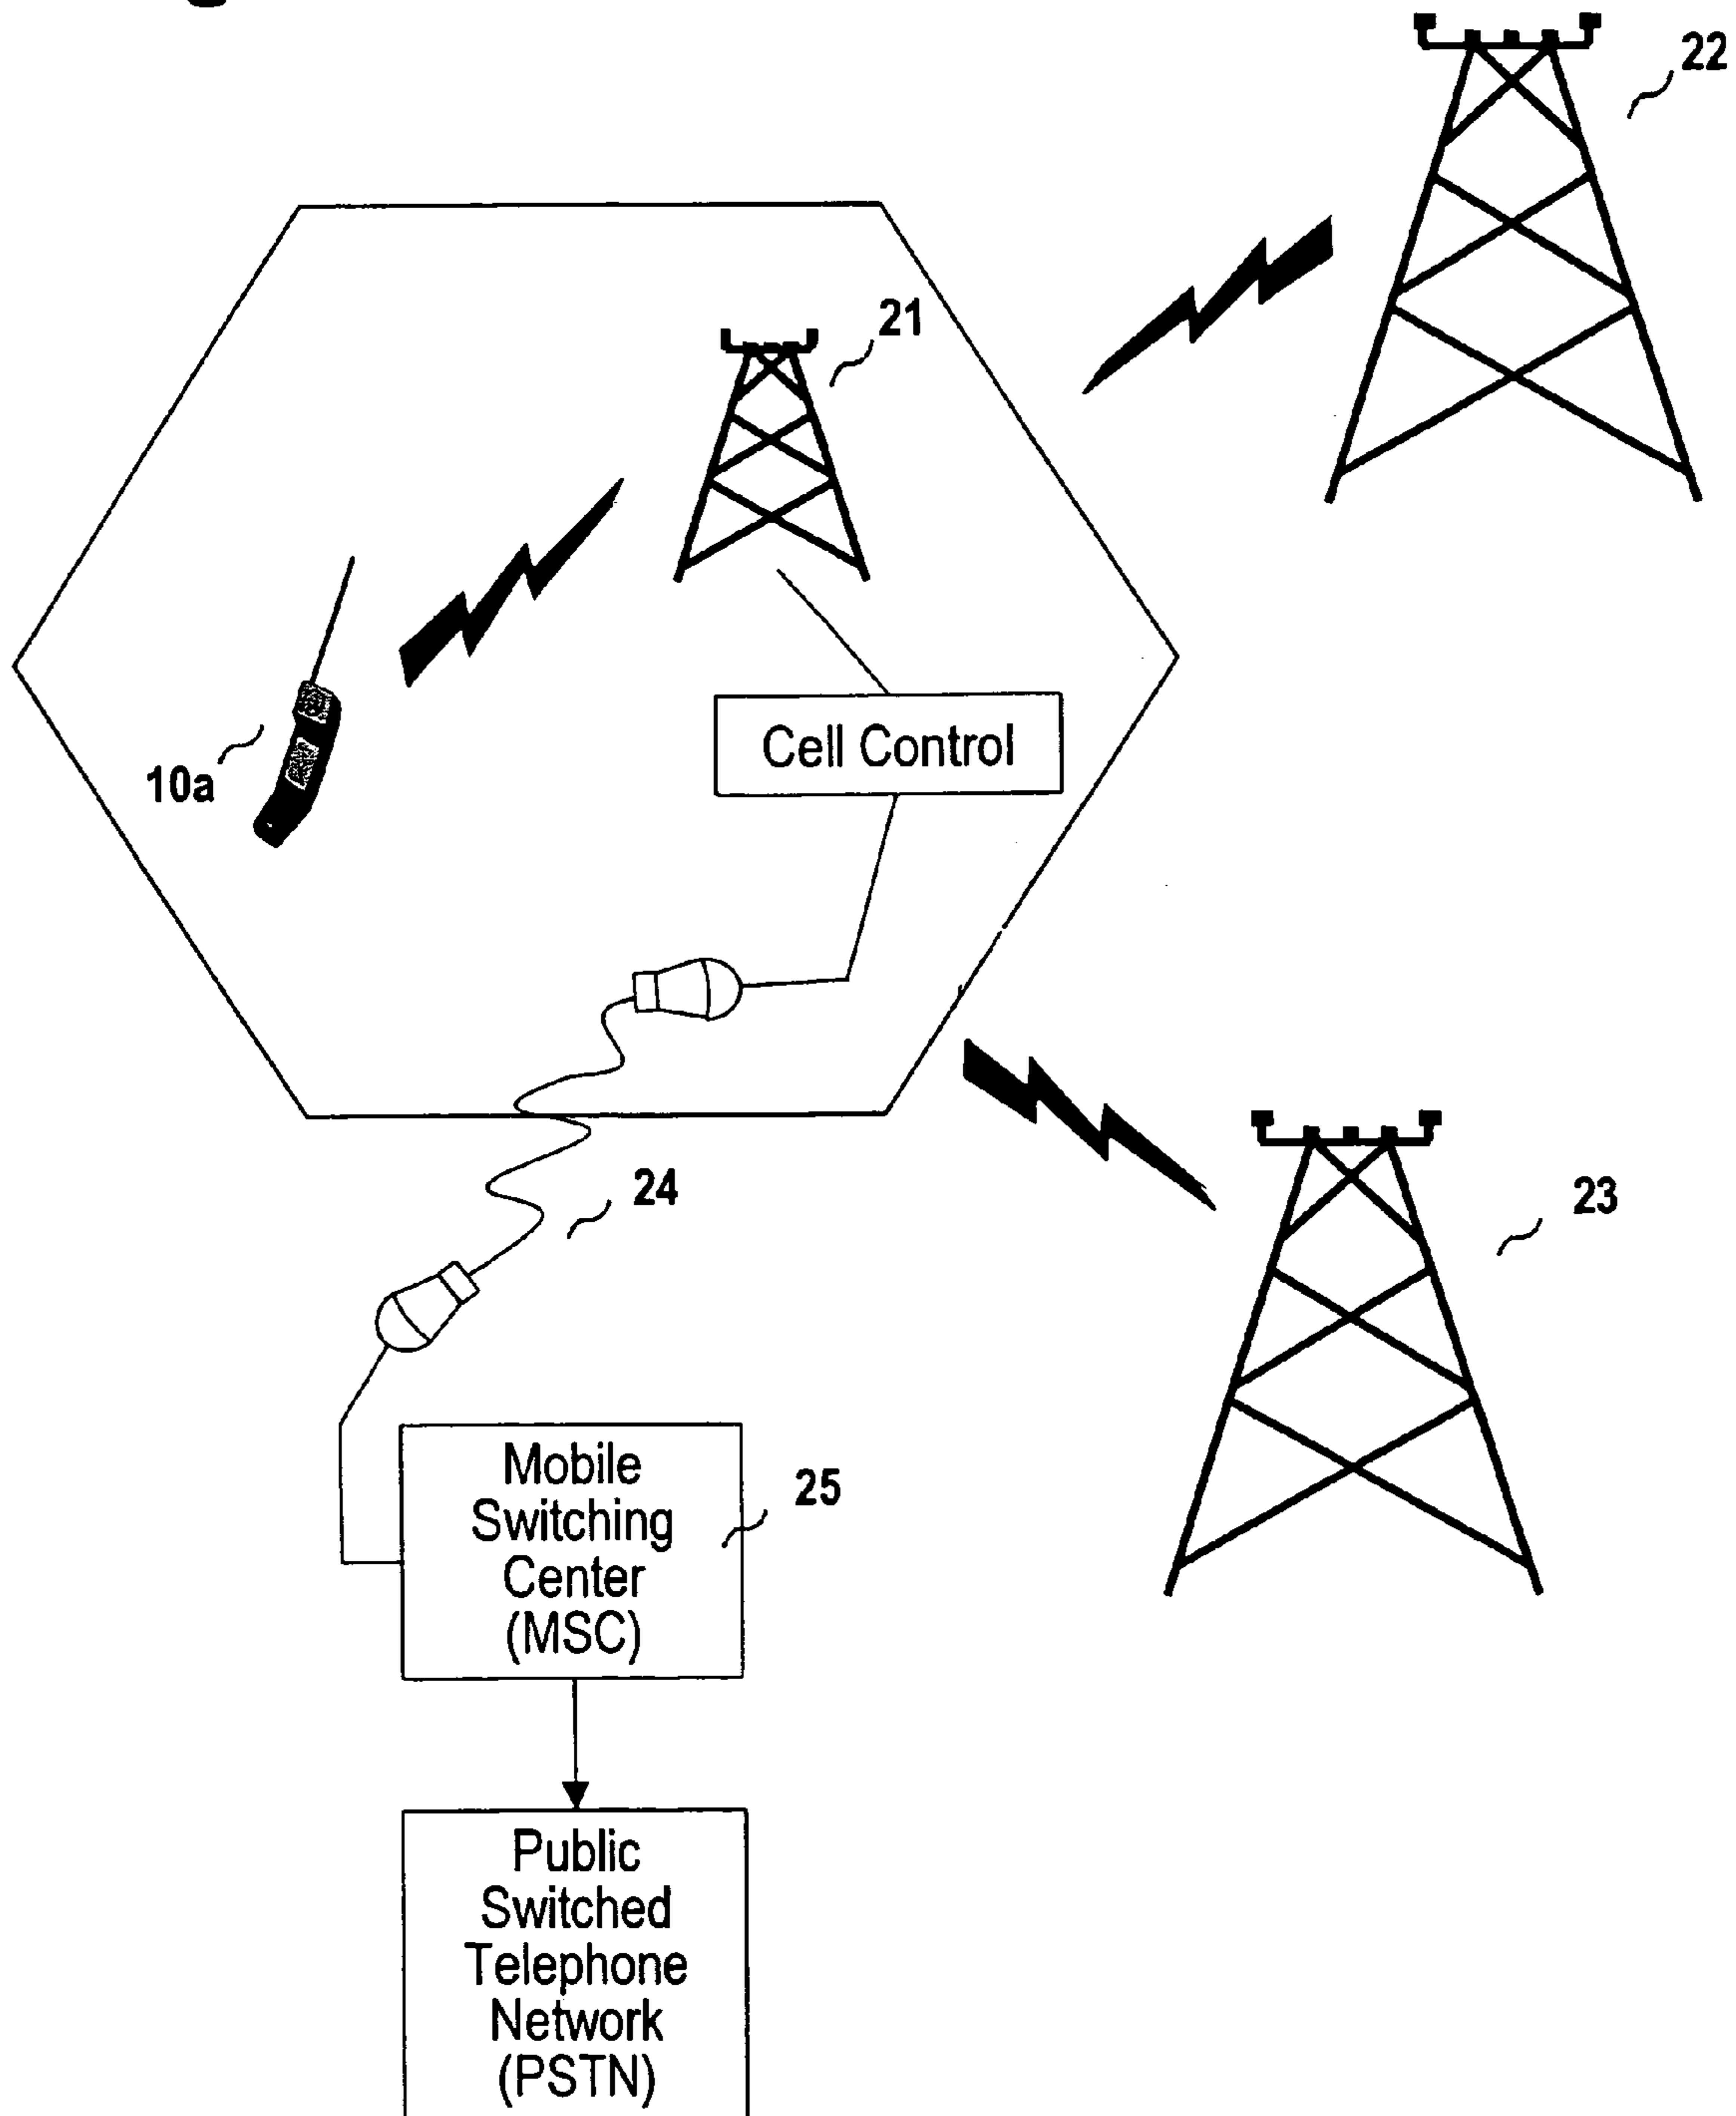 22
21
10a
Cell Control
24
23
25
Mobile
Switching
Center
(MSC)
Public
Switched
Telephone
Network
(PSTN)